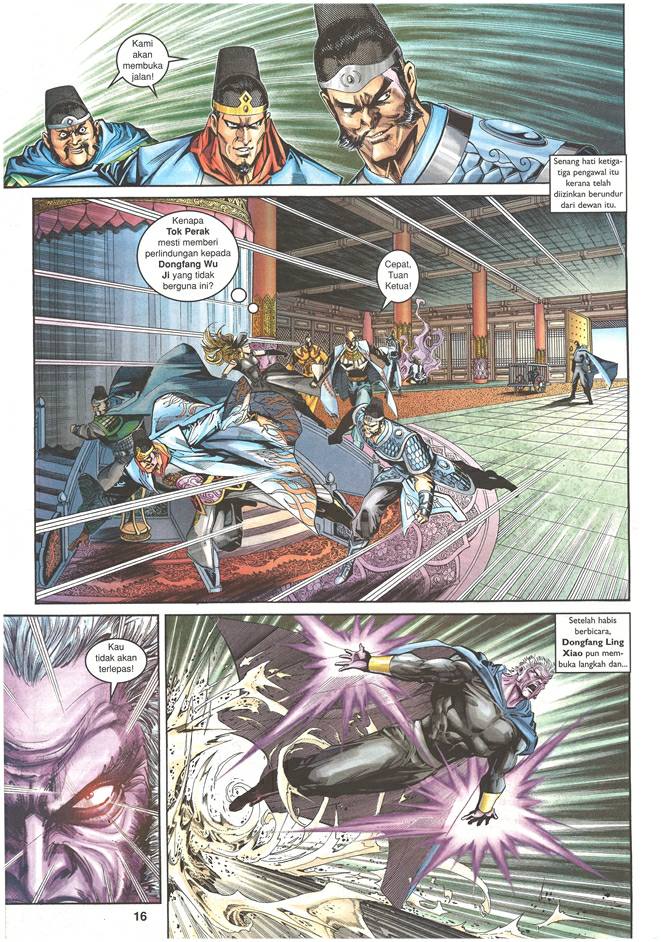 Kami
akan
membuka
jalan!
Senang hati ketiga-
tiga pengawal itu
kerana telah
diizinkan berundur
dari dewan itu.
Kenapa
Tok Perak
mesti memberi
perlindungan kepada
Dongfang Wu
Ji yang tidak
berguna ini?
Cepat,
Tuan
Ketua!
Kau
tidak akan
terlepas!
Setelah habis
berbicara,
Dongfang Ling
Xiao pun mem-
buka langkah dan...
16